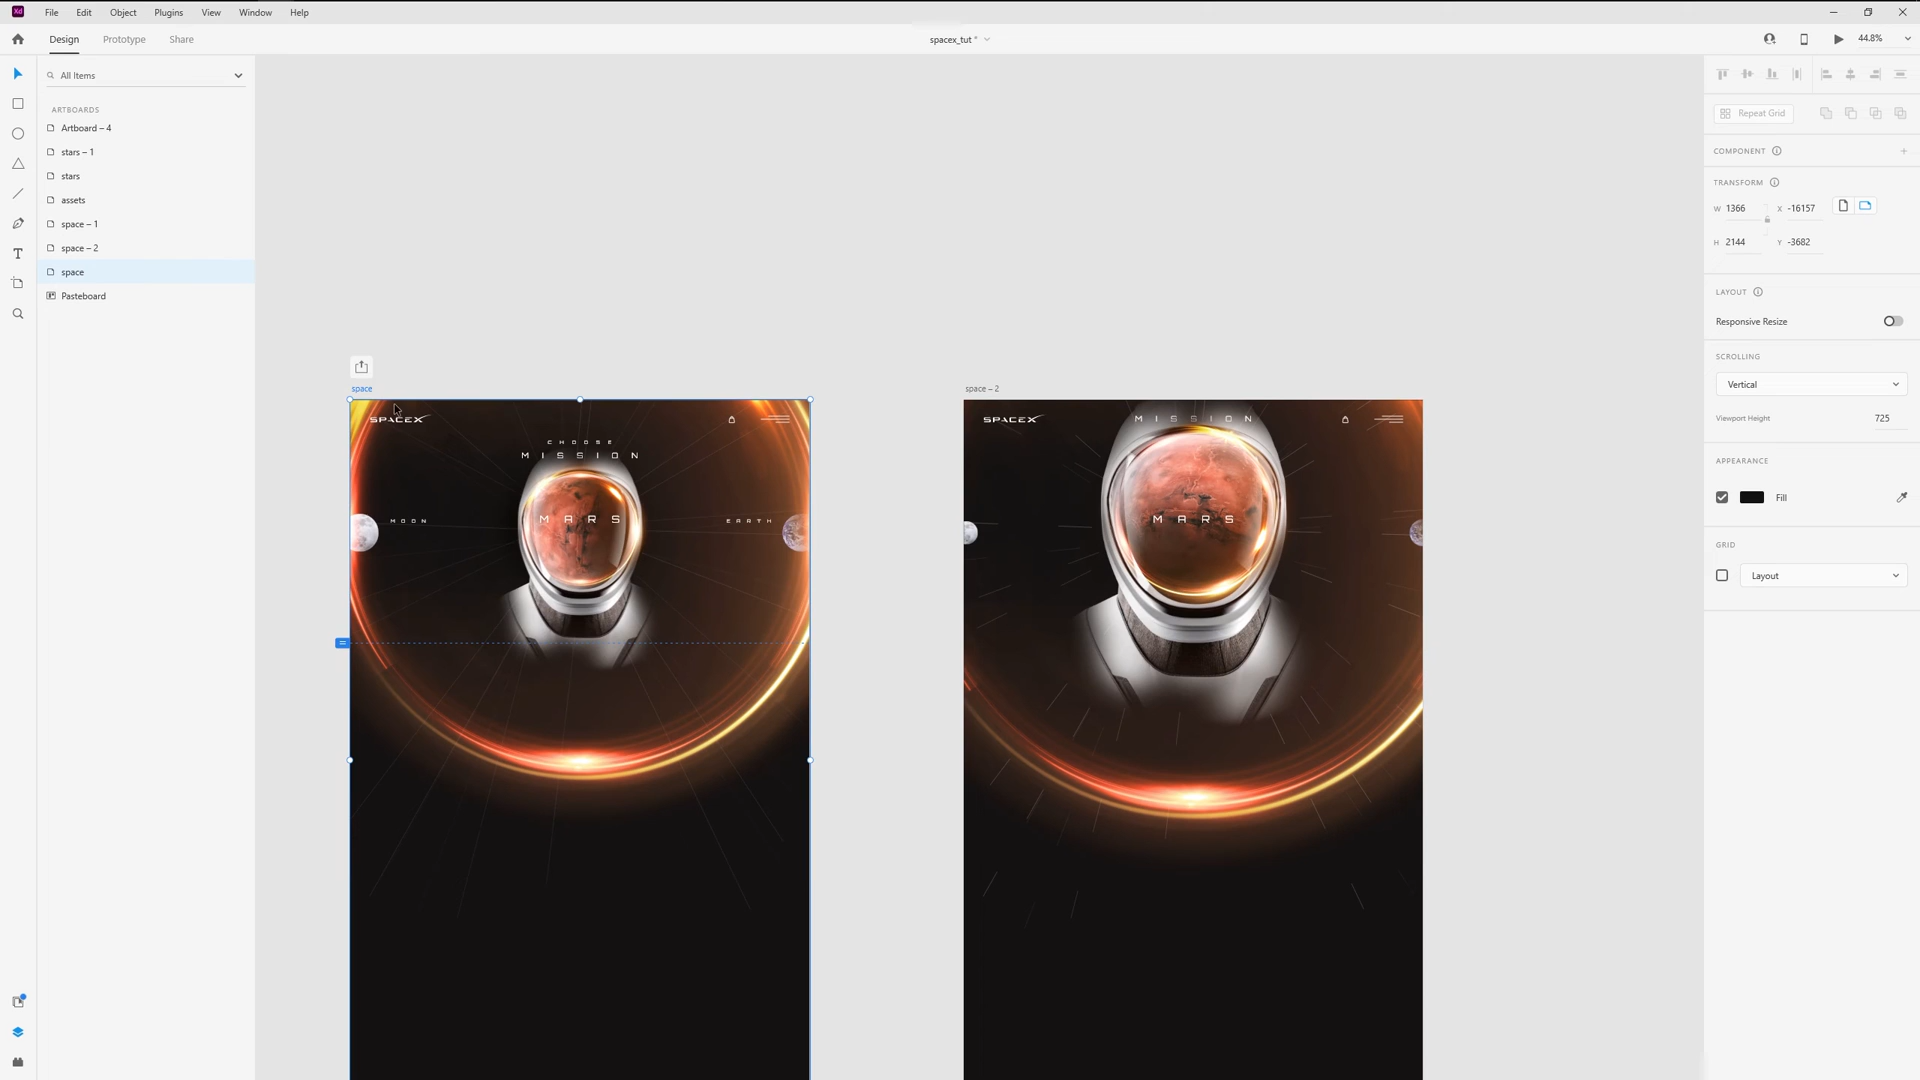 Xd File Edit Object Plugins View Window Help
Design Prototype Share
spacex_tut *
44.8%
All Items
ARTBOARDS
Artboard – 4
stars – 1
stars
assets
space – 1
space – 2
space
Pasteboard
space
SPACEX
CHOOSE
MISSION
MARS
MOON
EARTH
space – 2
SPACEX
MISSION
MARS
Repeat Grid
COMPONENT
TRANSFORM
W 1366 X -16157
H 2144 Y -3682
LAYOUT
Responsive Resize
SCROLLING
Vertical
Viewport Height 725
APPEARANCE
Fill
GRID
Layout